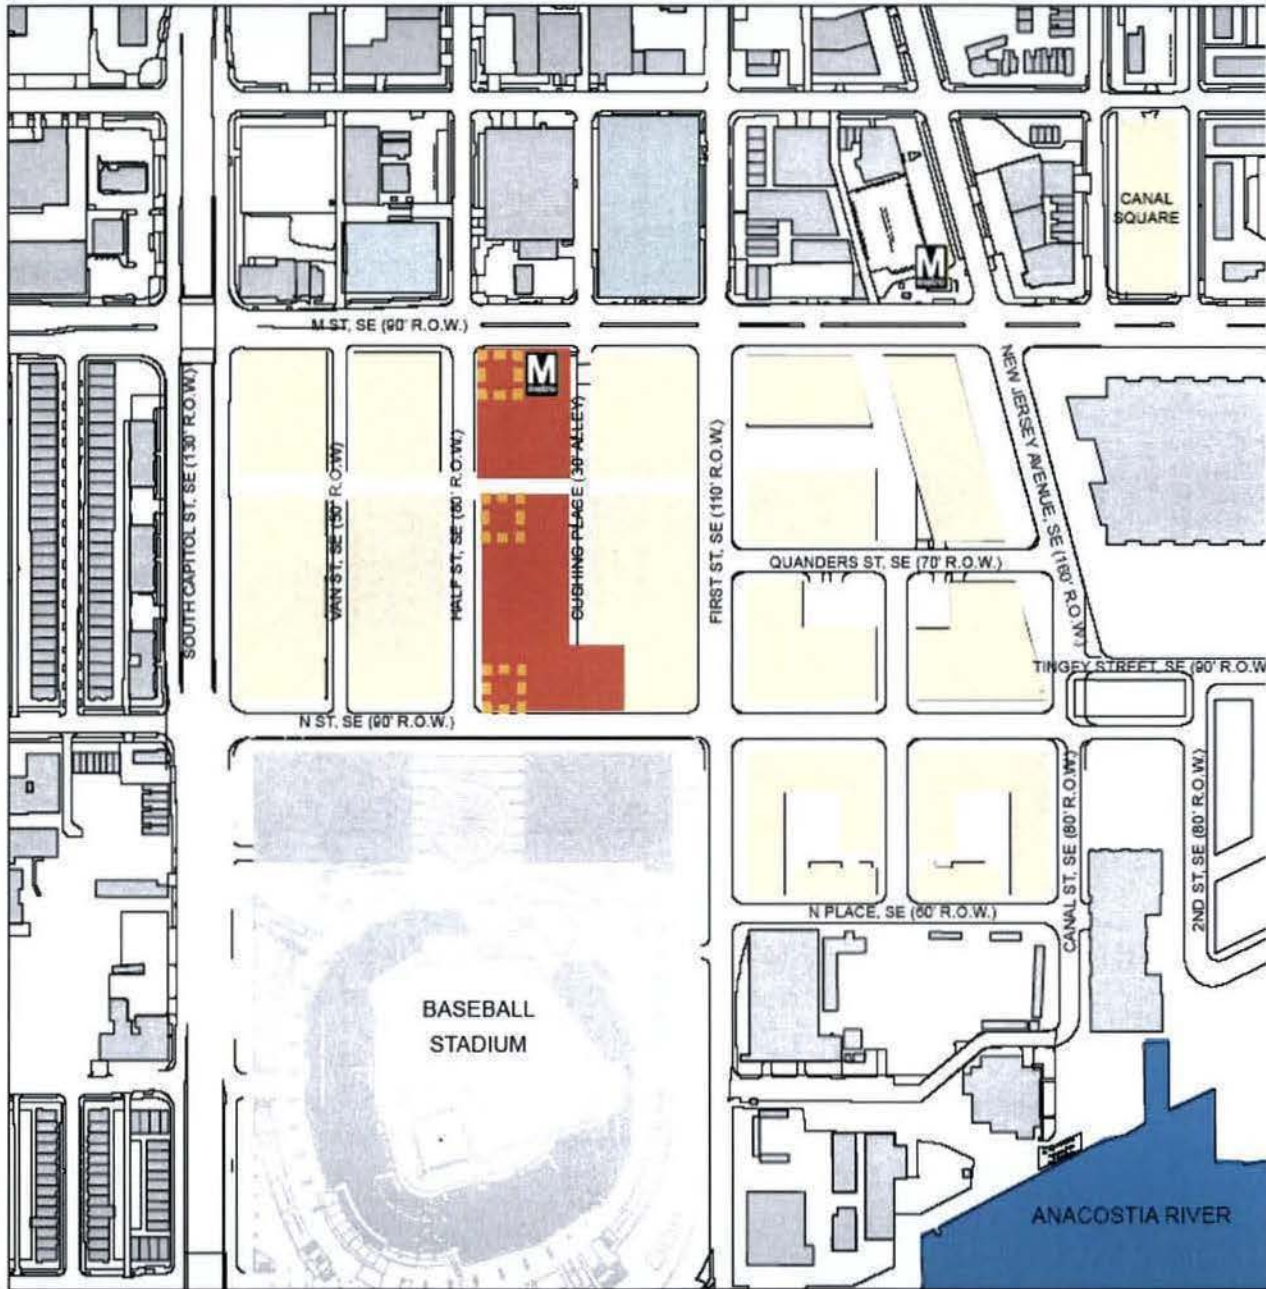 CANAL
SQUARE
M
M ST, SE (90' R.O.W.)
M
SOUTH CAPITOL ST, SE (130' R.O.W.)
VAN ST, SE (50' R.O.W)
HALF ST, SE (80' R.O.W.)
CUSHING PLACE (30' ALLEY)
FIRST ST, SE (110' R.O.W.)
NEW JERSEY AVENUE, SE (160' R.O.W.)
QUANDERS ST, SE (70' R.O.W.)
TINGEY STREET, SE (90' R.O.W
N ST, SE (90' R.O.W.)
CANAL ST, SE (80' R.O.W.)
2ND ST, SE (80' R.O.W.)
N PLACE, SE (60' R.O.W.)
BASEBALL
STADIUM
ANACOSTIA RIVER